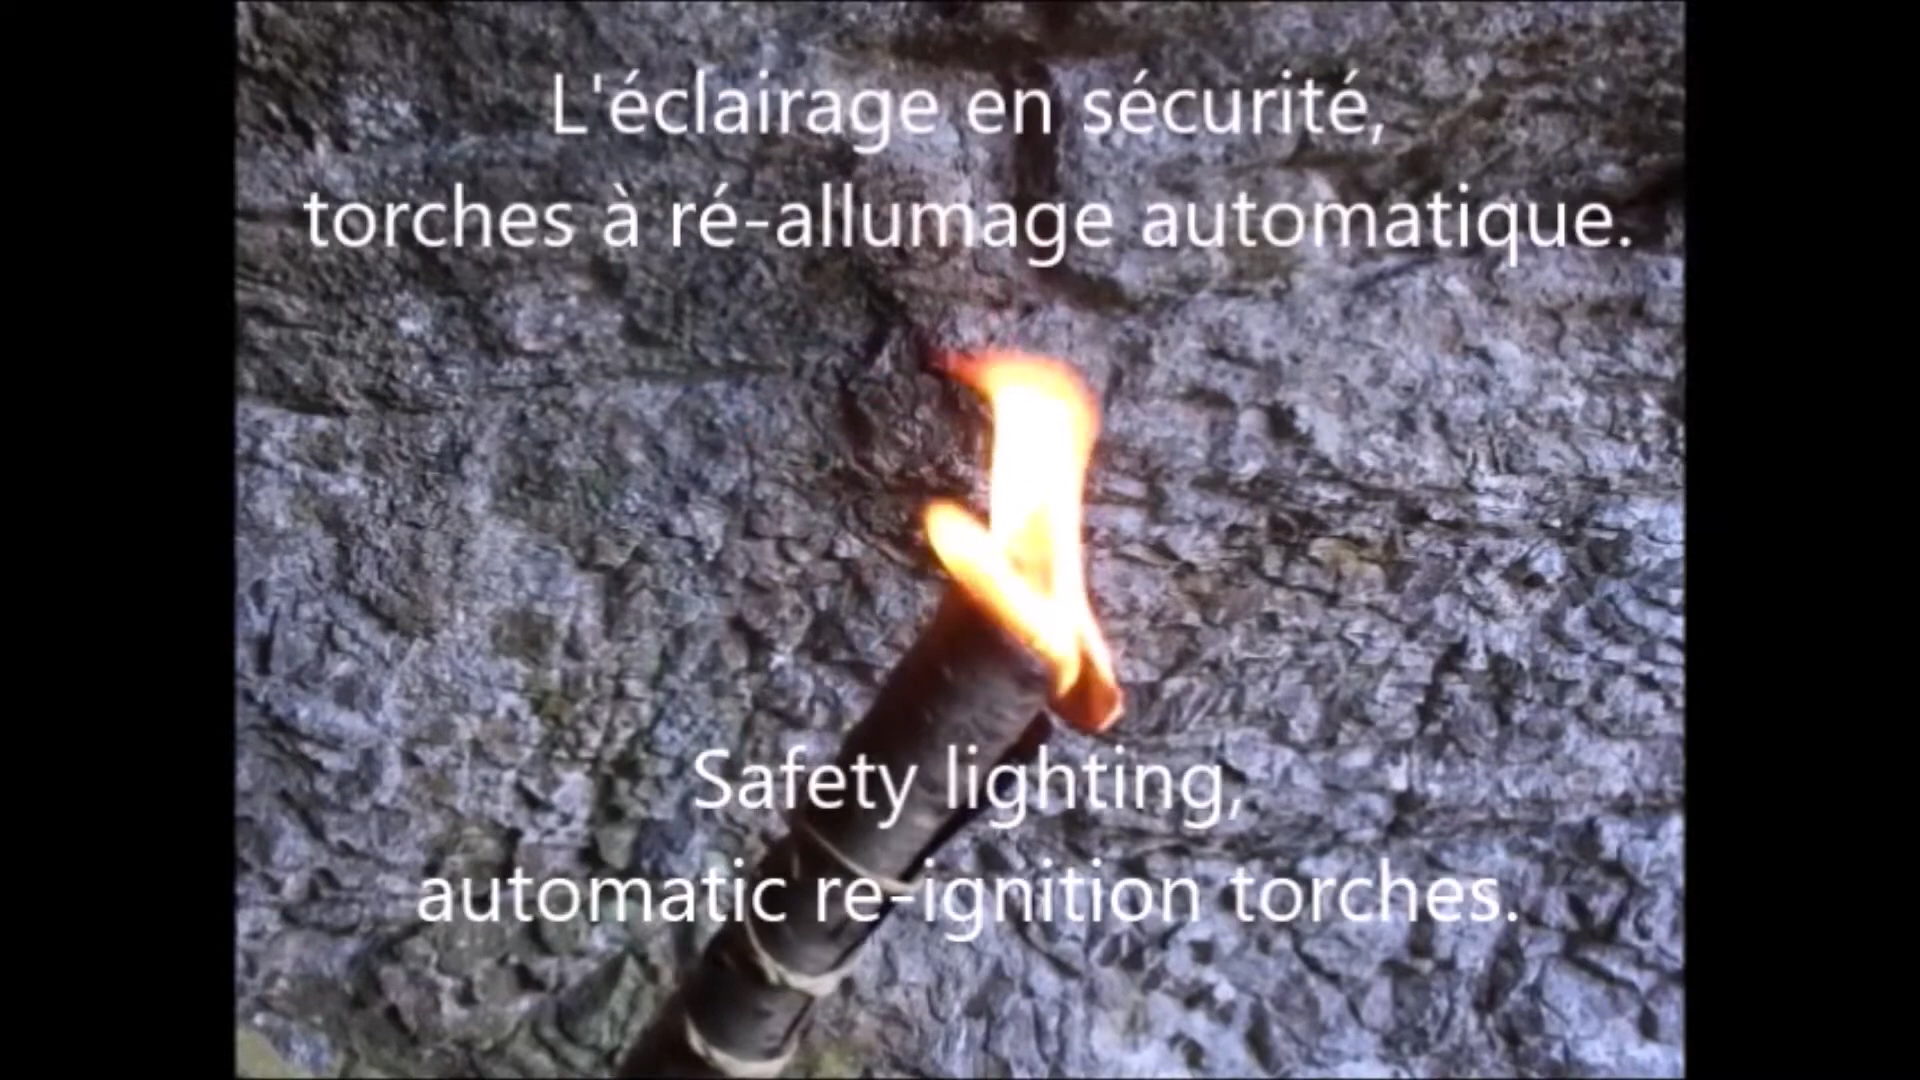 L'éclairage en sécurité,
torches à ré-allumage automatique.
Safety lighting,
automatic re-ignition torches.